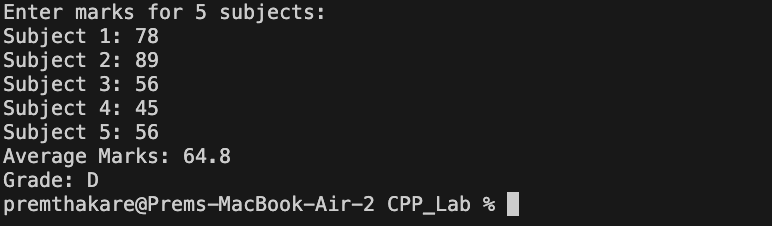 Enter marks for 5 subjects:
Subject 1: 78
Subject 2: 89
Subject 3: 56
Subject 4: 45
Subject 5: 56
Average Marks: 64.8
Grade: D
premthakare@Prems-MacBook-Air-2 CPP_Lab %